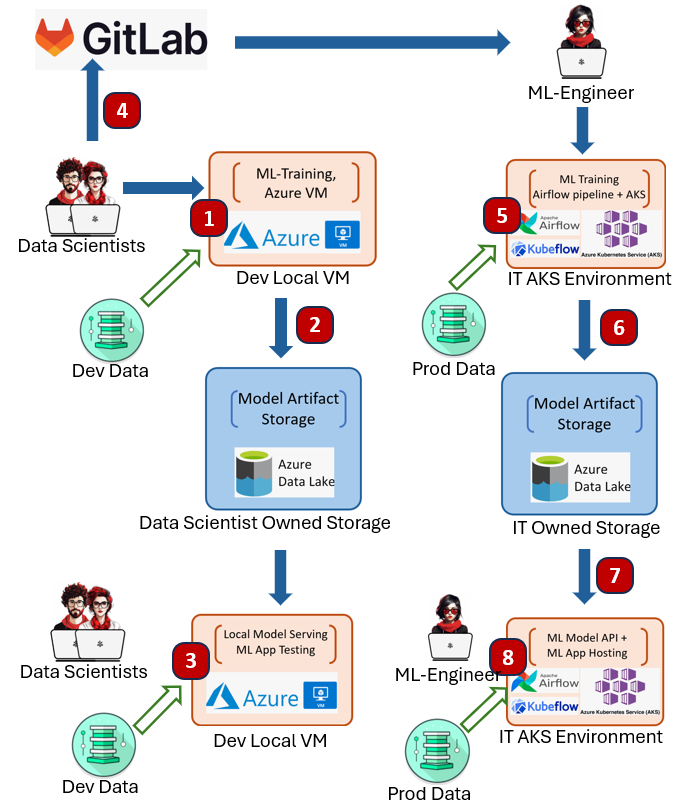 GitLab
ML-Engineer
4
ML-Training,
Azure VM
1
Azure
VM
Data Scientists
Dev Local VM
ML Training
Airflow pipeline + AKS
5
Apache
Airflow
Kubeflow
Azure Kubernetes Service (AKS)
IT AKS Environment
2
6
Dev Data
Prod Data
Model Artifact
Storage
Azure
Data Lake
Data Scientist Owned Storage
Model Artifact
Storage
Azure
Data Lake
IT Owned Storage
7
Data Scientists
Local Model Serving
ML App Testing
3
Azure
VM
Dev Local VM
Dev Data
ML-Engineer
ML Model API +
ML App Hosting
8
Apache
Airflow
Kubeflow
Azure Kubernetes Service (AKS)
IT AKS Environment
Prod Data